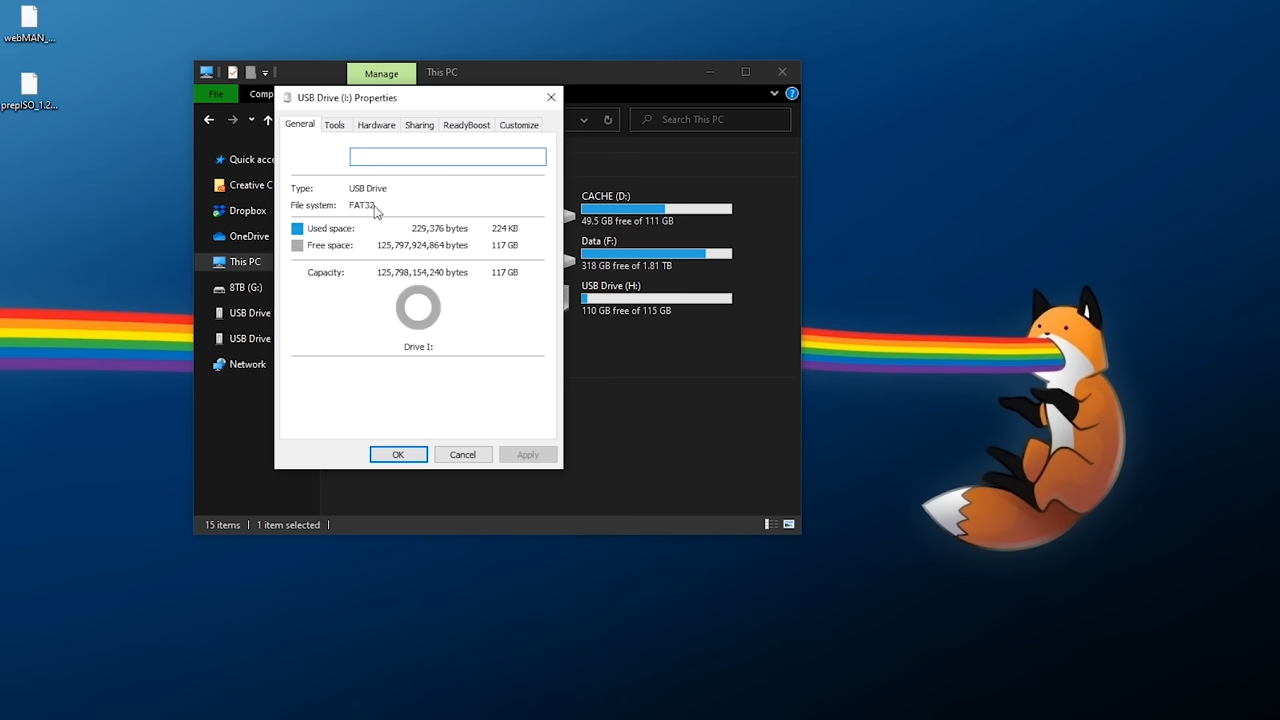 webMAN_...
prepISO_1.2...
Manage
This PC
File
Comp
Search This PC
Quick acce
Creative C
Dropbox
OneDrive
This PC
8TB (G:)
USB Drive
USB Drive
Network
USB Drive (I:) Properties
General
Tools
Hardware
Sharing
ReadyBoost
Customize
Type: USB Drive
File system: FAT32
Used space: 229,376 bytes 224 KB
Free space: 125,797,924,864 bytes 117 GB
Capacity: 125,798,154,240 bytes 117 GB
Drive I:
OK
Cancel
Apply
CACHE (D:)
49.5 GB free of 111 GB
Data (F:)
318 GB free of 1.81 TB
USB Drive (H:)
110 GB free of 115 GB
15 items
1 item selected